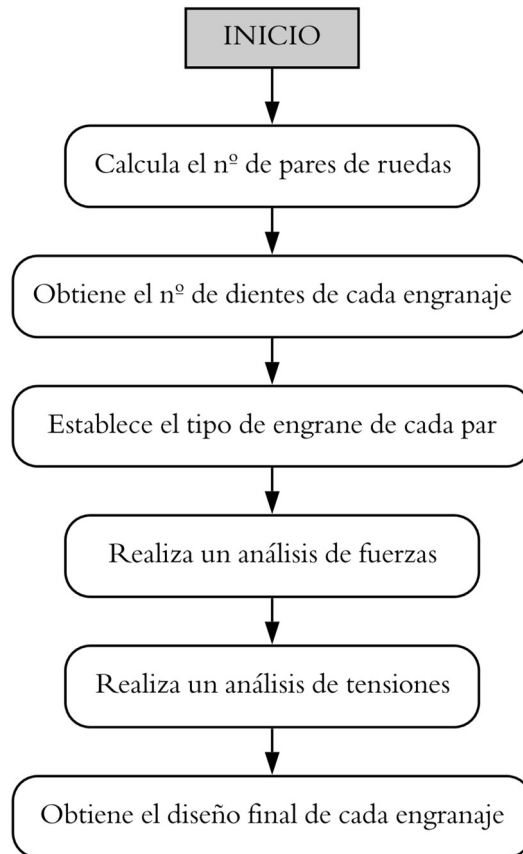 INICIO
Calcula el nº de pares de ruedas
Obtiene el nº de dientes de cada engranaje
Establece el tipo de engrane de cada par
Realiza un análisis de fuerzas
Realiza un análisis de tensiones
Obtiene el diseño final de cada engranaje